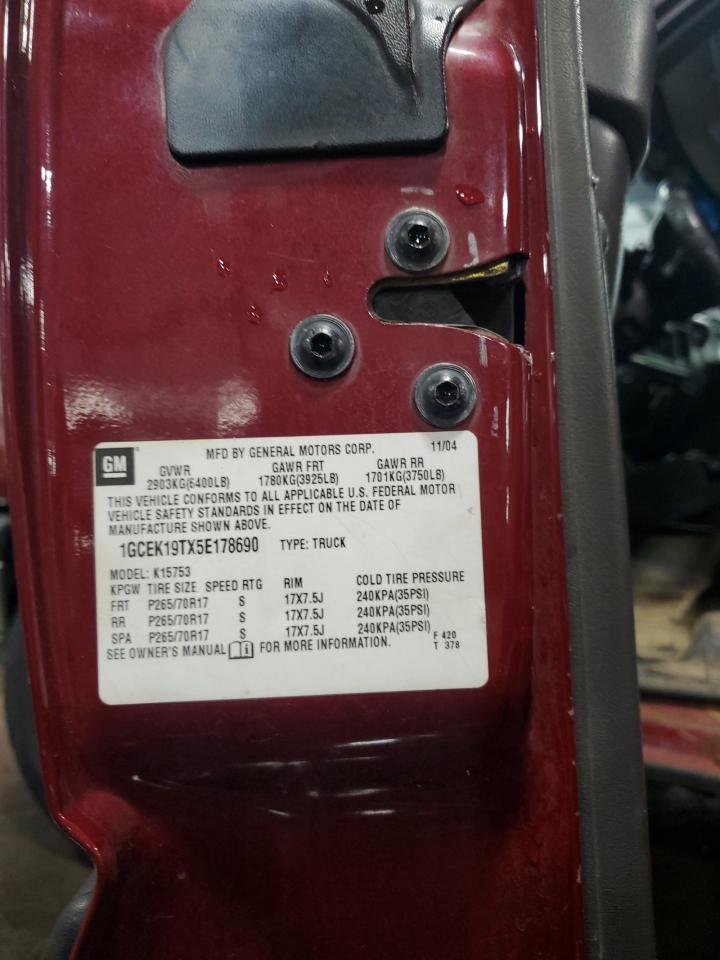 GM
MFD BY GENERAL MOTORS CORP. 11/04
GVWR GAWR FRT GAWR RR
2903KG(6400LB) 1780KG(3925LB) 1701KG(3750LB)
THIS VEHICLE CONFORMS TO ALL APPLICABLE U.S. FEDERAL MOTOR
VEHICLE SAFETY STANDARDS IN EFFECT ON THE DATE OF
MANUFACTURE SHOWN ABOVE.
1GCEK19TX5E178690 TYPE: TRUCK
MODEL: K15753
KPGW TIRE SIZE SPEED RTG RIM COLD TIRE PRESSURE
FRT P265/70R17 S 17X7.5J 240KPA(35PSI)
RR P265/70R17 S 17X7.5J 240KPA(35PSI)
SPA P265/70R17 S 17X7.5J 240KPA(35PSI)
SEE OWNER'S MANUAL FOR MORE INFORMATION.
F 420
T 378